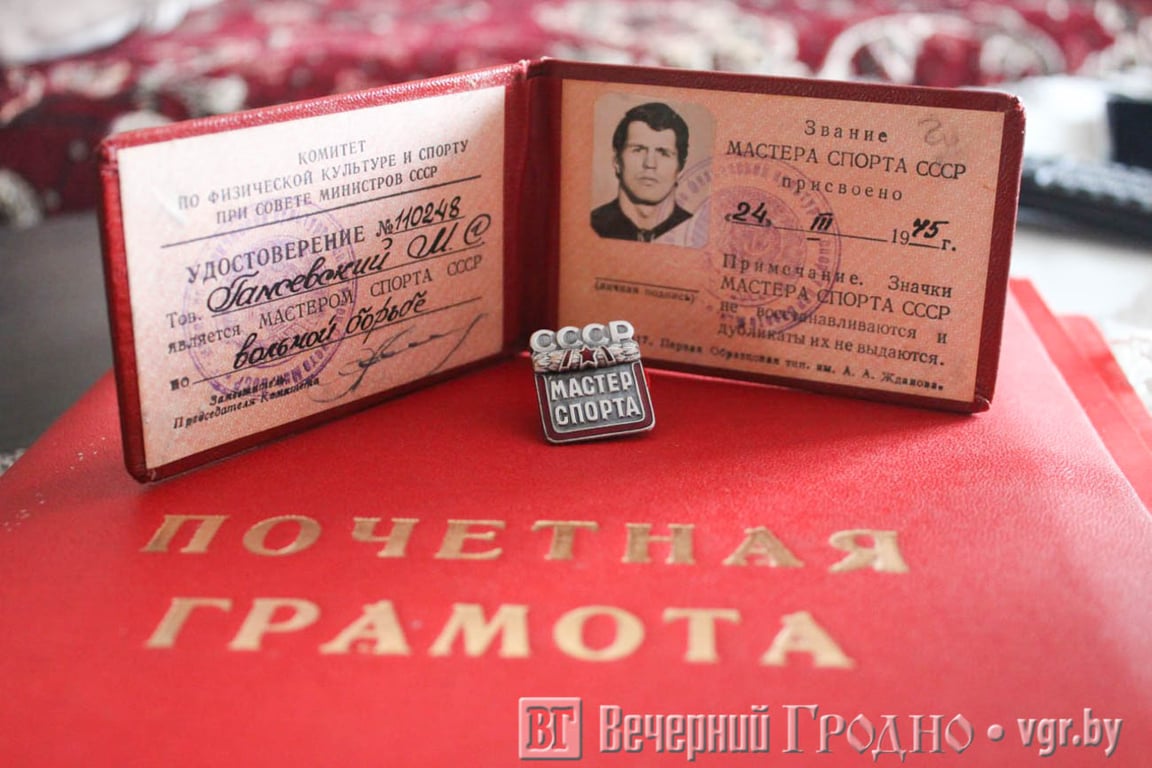 КОМИТЕТ
ПО ФИЗИЧЕСКОЙ КУЛЬТУРЕ И СПОРТУ
ПРИ СОВЕТЕ МИНИСТРОВ СССР
УДОСТОВЕРЕНИЕ №110248
Тов. Гансевский М. С
является МАСТЕРОМ СПОРТА СССР
по вольной борьбе
Заместитель
Председателя Комитета
Звание
МАСТЕРА СПОРТА СССР
присвоено
„24„ III 1975 г.
(личная подпись)
Примечание. Значки
МАСТЕРА СПОРТА СССР
не восстанавливаются и
дубликаты их не выдаются.
Первая Образцовая тип. им. А. А. Жданова.
СССР
МАСТЕР
СПОРТА
ПОЧЕТНАЯ
ГРАМОТА
ВГ Вечерний Гродно • vgr.by